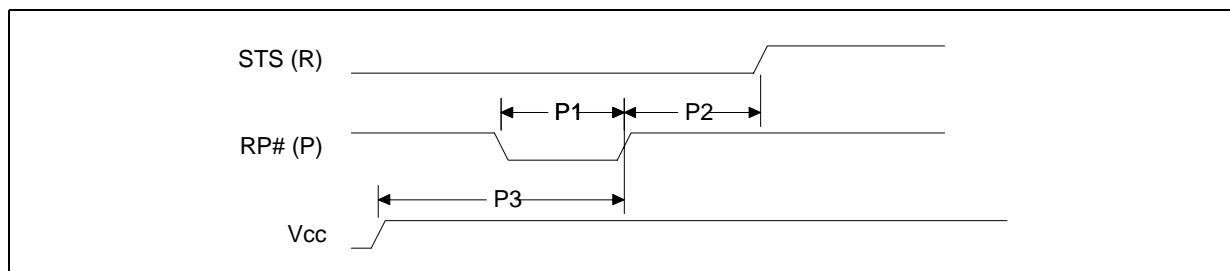 STS (R)
P1 P2
RP# (P)
P3
Vcc